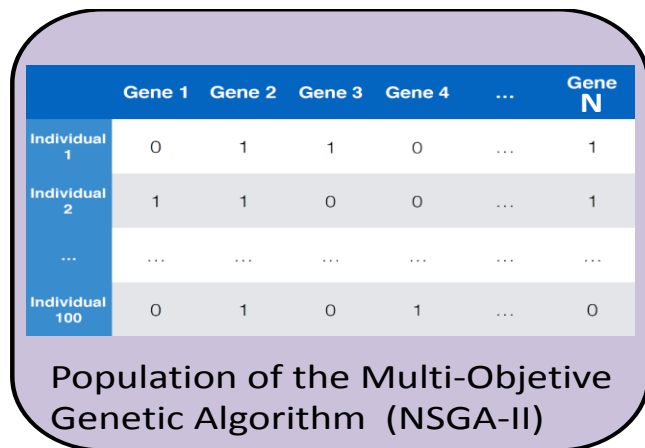 Gene 1 Gene 2 Gene 3 Gene 4 ... Gene N
Individual 1 0 1 1 0 ... 1
Individual 2 1 1 0 0 ... 1
... ... ... ... ... ... ...
Individual 100 0 1 0 1 ... 0
Population of the Multi-Objetive
Genetic Algorithm (NSGA-II)